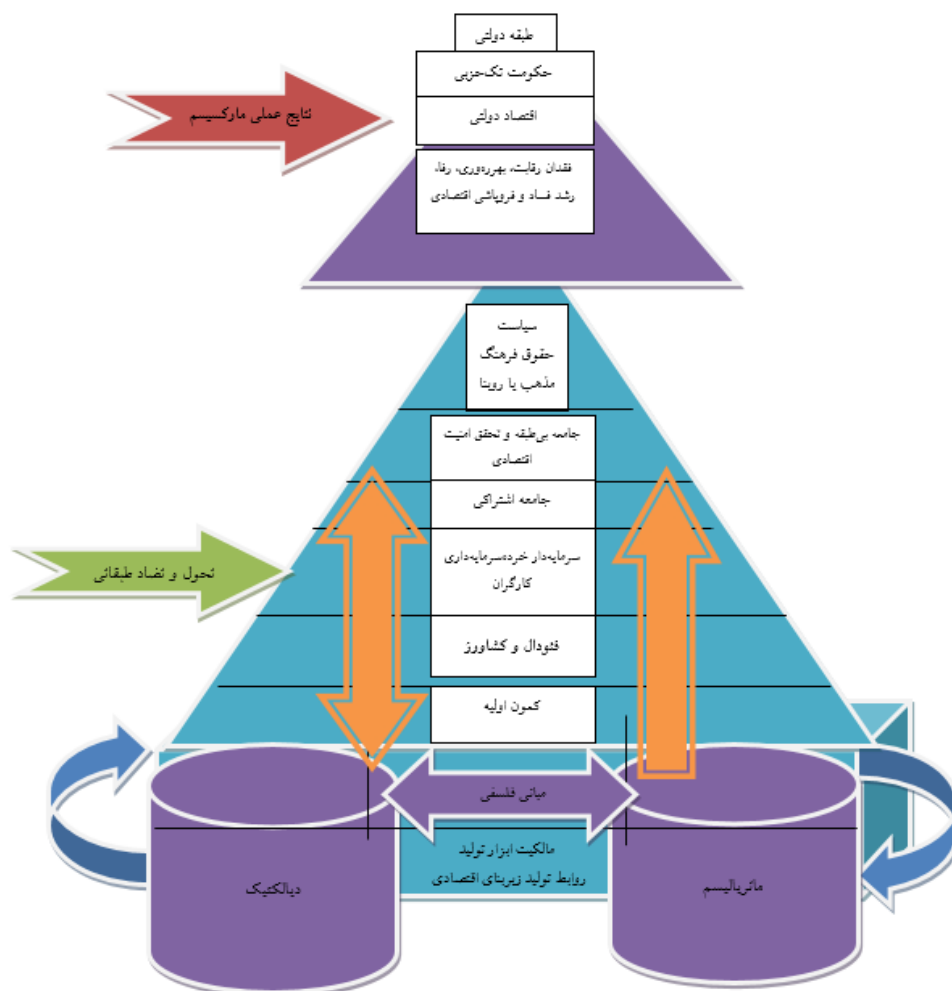 طبقه دولتی
حکومت تک‌حزبی
نتایج عملی مارکسیسم
اقتصاد دولتی
فقدان رقابت، بهره‌وری، رفاه،
رشد فساد و فروپاشی اقتصادی
سیاست
حقوق فرهنگ
مذهب یا روبنا
جامعه بی‌طبقه و تحقق امنیت
اقتصادی
جامعه اشتراکی
سرمایه‌دار خرده‌سرمایه‌داری
کارگران
تحول و تضاد طبقاتی
فئودال و کشاورز
کمون اولیه
مبانی فلسفی
مالکیت ابزار تولید
روابط تولید زیربنای اقتصادی
ماتریالیسم
دیالکتیک